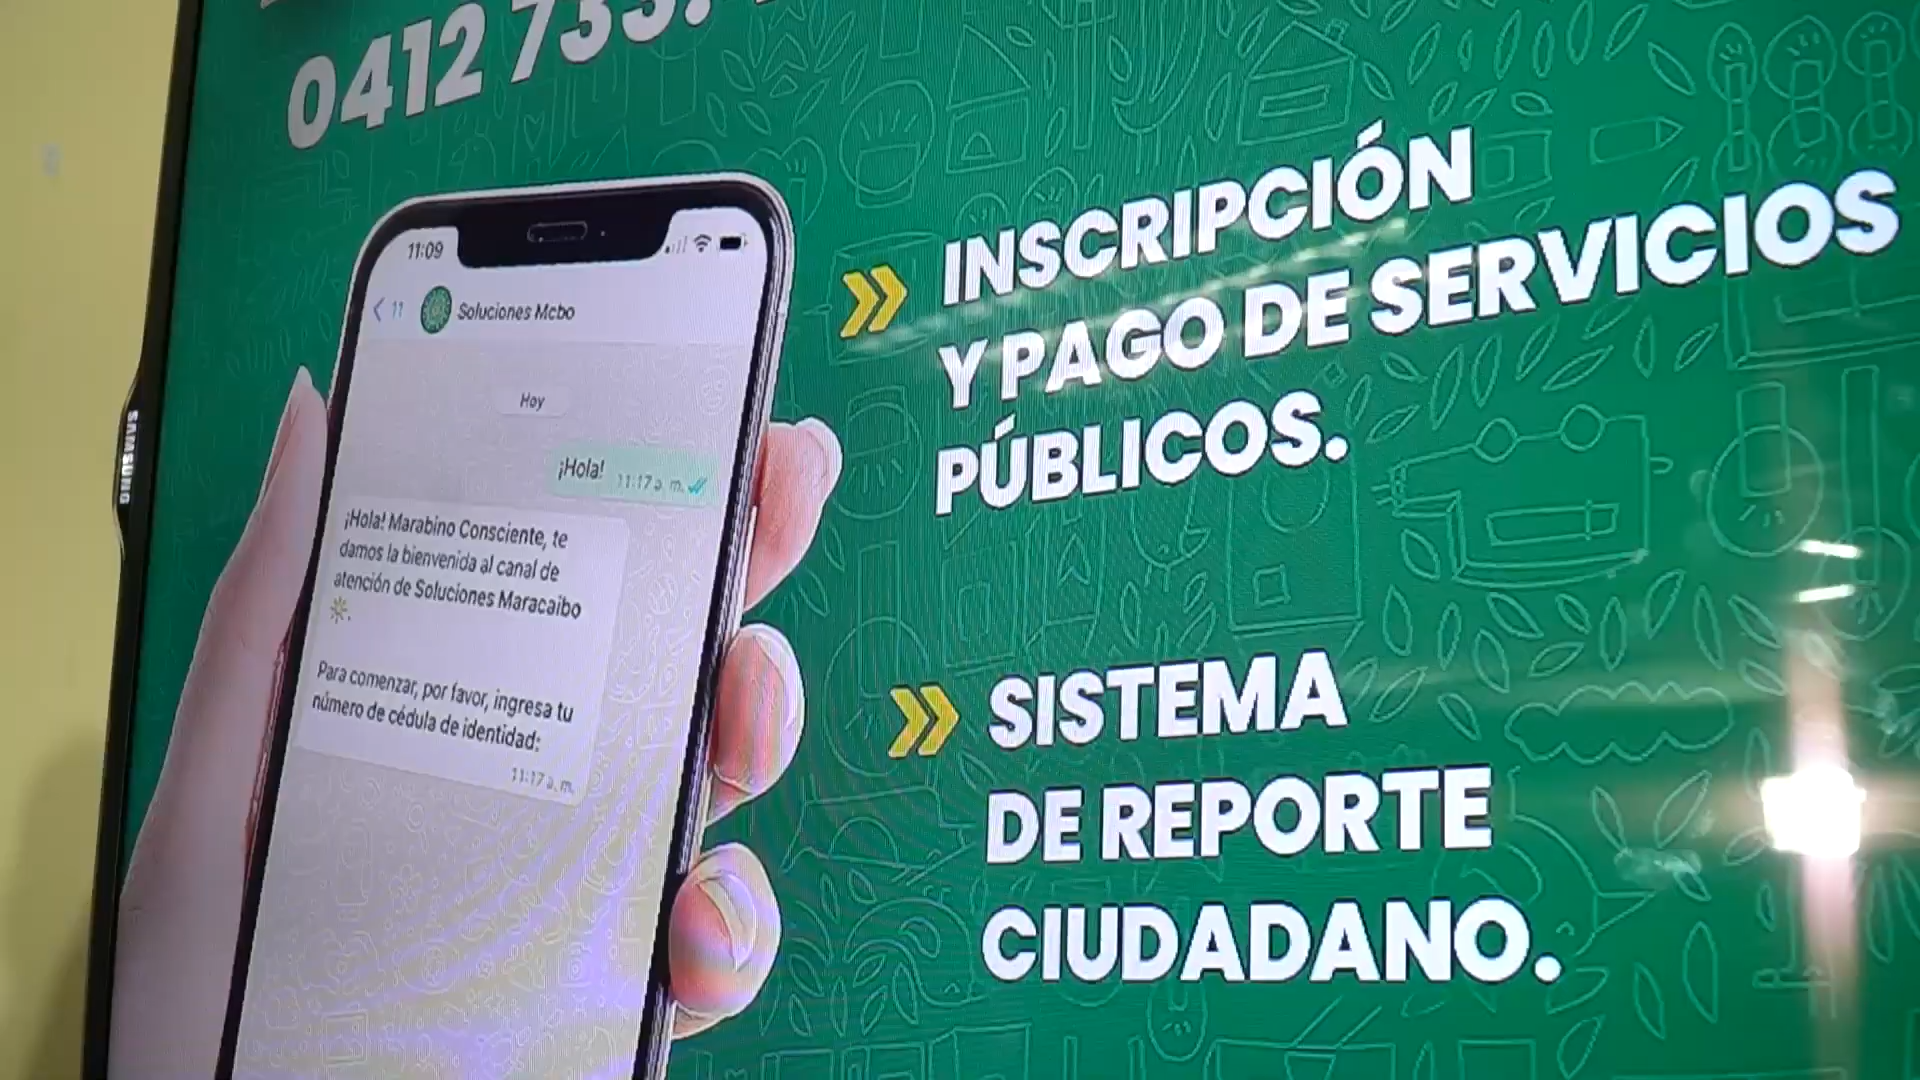 0412 733.
11:09
11
Soluciones Mcbo
Hoy
¡Hola!
11:17 a. m.
¡Hola! Marabino Consciente, te
damos la bienvenida al canal de
atención de Soluciones Maracaibo
Para comenzar, por favor, ingresa tu
número de cédula de identidad:
11:17 a. m.
INSCRIPCIÓN
Y PAGO DE SERVICIOS
PÚBLICOS.
SISTEMA
DE REPORTE
CIUDADANO.
SAMSUNG